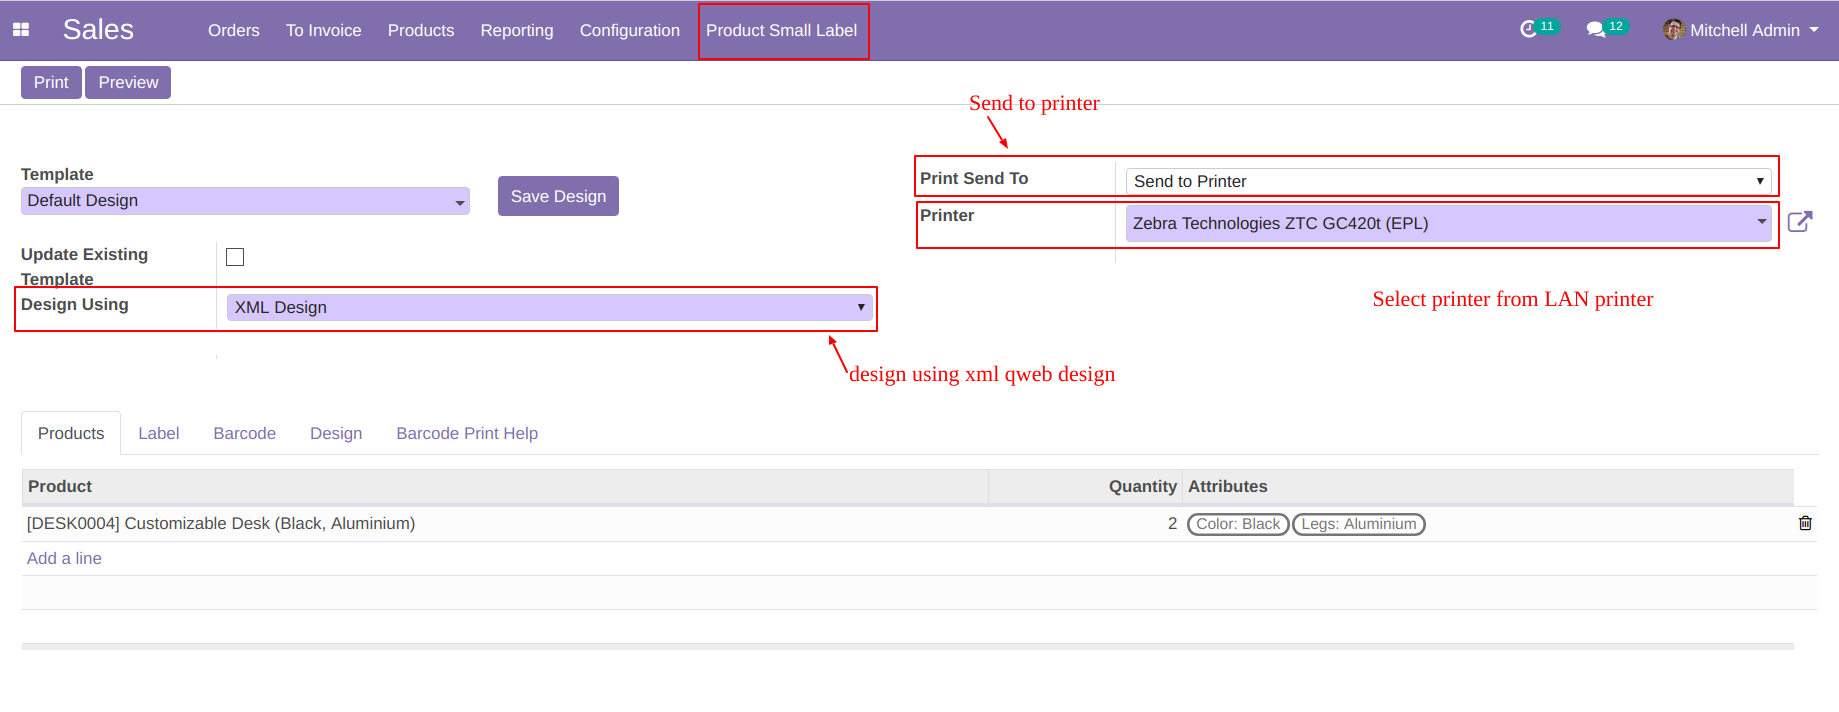 Sales Orders To Invoice Products Reporting Configuration Product Small Label 11 12 Mitchell Admin
Print Preview
Send to printer
Template
Default Design
Save Design
Print Send To Send to Printer
Printer Zebra Technologies ZTC GC420t (EPL)
Update Existing
Template
Design Using XML Design
Select printer from LAN printer
design using xml qweb design
Products Label Barcode Design Barcode Print Help
Product Quantity Attributes
[DESK0004] Customizable Desk (Black, Aluminium) 2 Color: Black Legs: Aluminium
Add a line